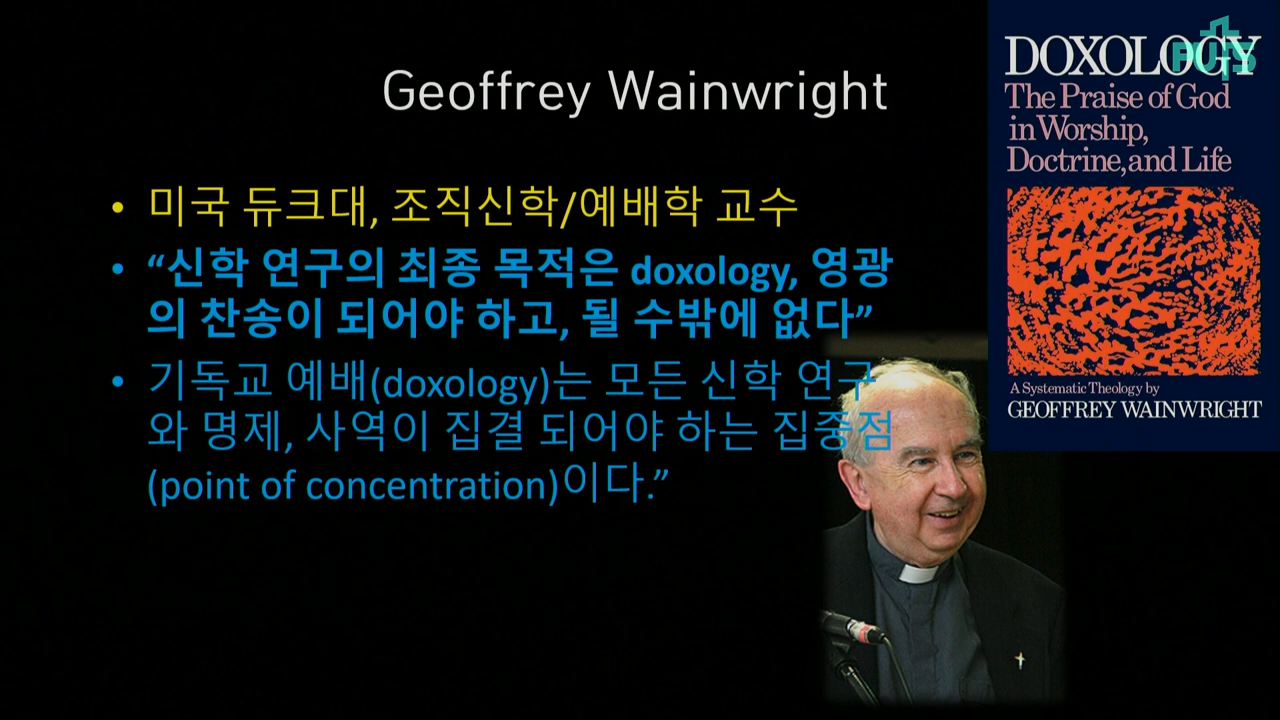 Geoffrey Wainwright
• 미국 듀크대, 조직신학/예배학 교수
• “신학 연구의 최종 목적은 doxology, 영광
의 찬송이 되어야 하고, 될 수밖에 없다”
• 기독교 예배(doxology)는 모든 신학 연구
와 명제, 사역이 집결 되어야 하는 집중점
(point of concentration)이다.”
DOXOLOGY
The Praise of God
in Worship,
Doctrine, and Life
A Systematic Theology by
GEOFFREY WAINWRIGHT
PUTS